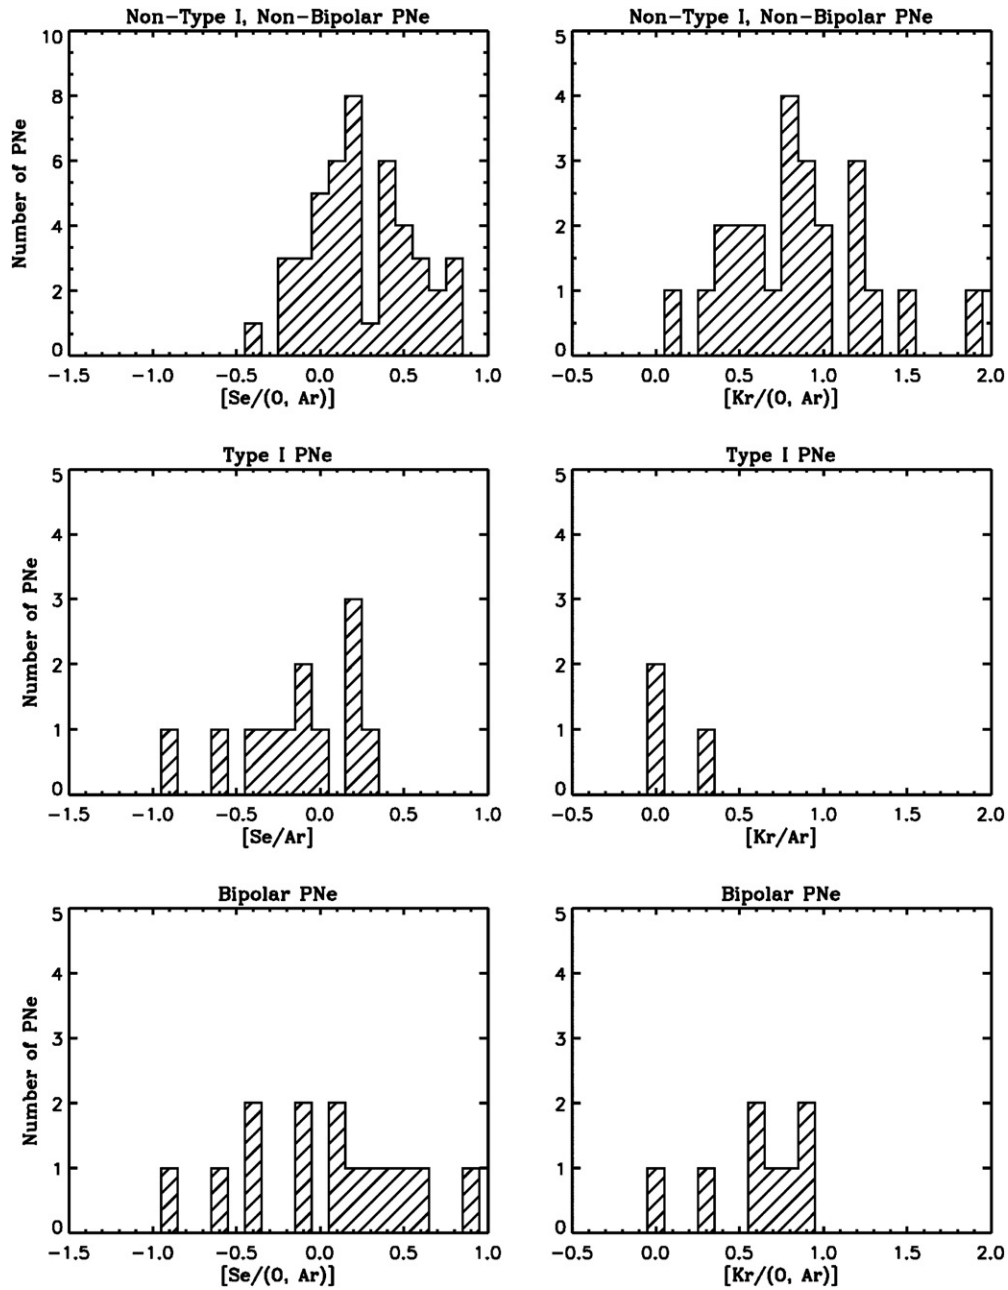 Non-Type I, Non-Bipolar PNe
Number of PNe
10
8
6
4
2
0
-1.5 -1.0 -0.5 0.0 0.5 1.0
[Se/(O, Ar)]
Non-Type I, Non-Bipolar PNe
5
4
3
2
1
0
-0.5 0.0 0.5 1.0 1.5 2.0
[Kr/(O, Ar)]
Type I PNe
Number of PNe
5
4
3
2
1
0
-1.5 -1.0 -0.5 0.0 0.5 1.0
[Se/Ar]
Type I PNe
5
4
3
2
1
0
-0.5 0.0 0.5 1.0 1.5 2.0
[Kr/Ar]
Bipolar PNe
Number of PNe
5
4
3
2
1
0
-1.5 -1.0 -0.5 0.0 0.5 1.0
[Se/(O, Ar)]
Bipolar PNe
5
4
3
2
1
0
-0.5 0.0 0.5 1.0 1.5 2.0
[Kr/(O, Ar)]